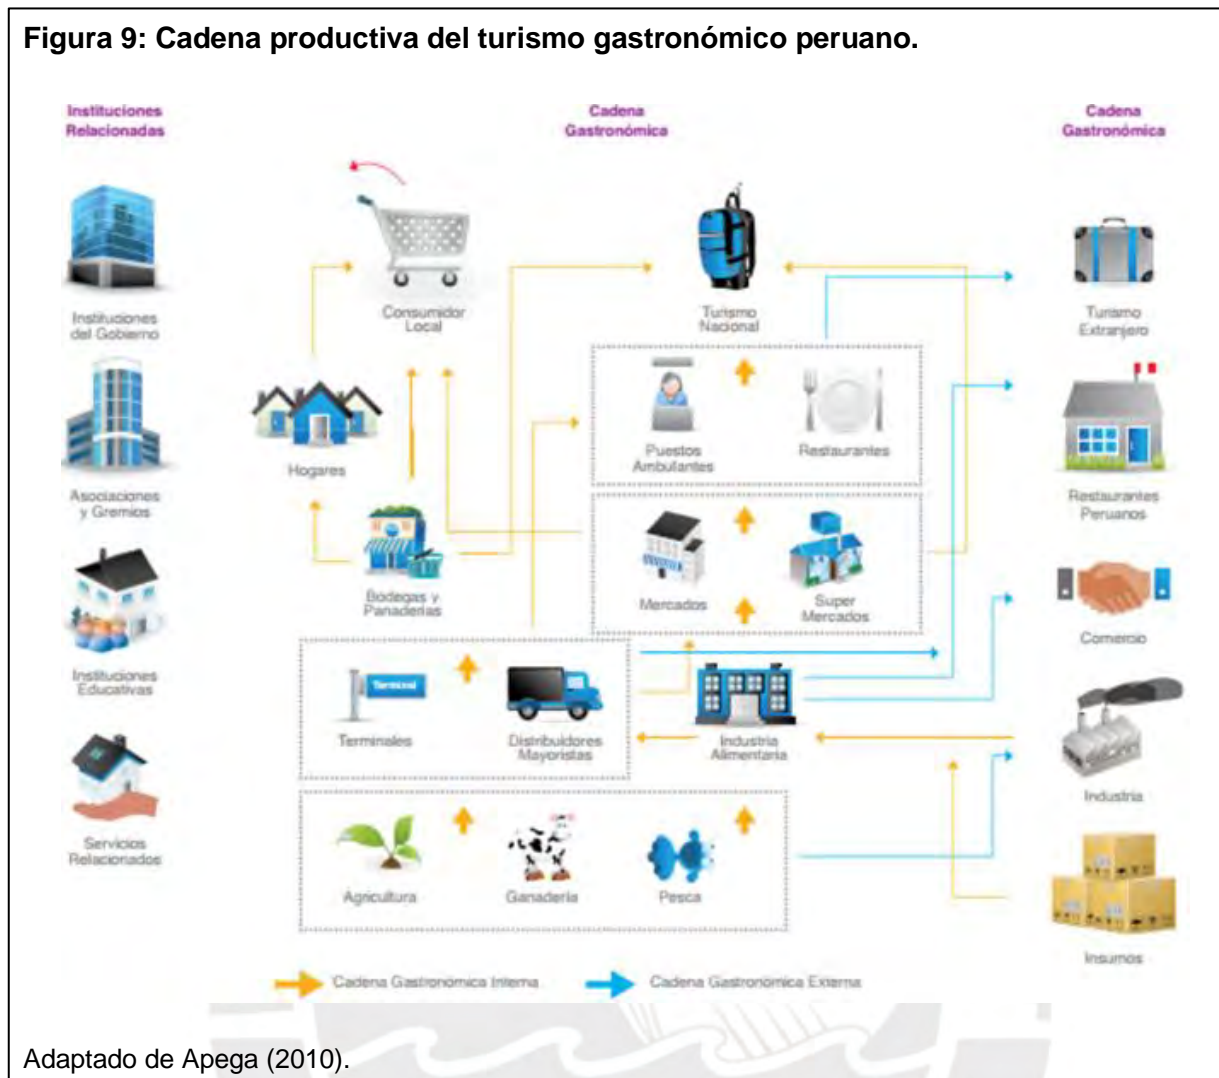 Figura 9: Cadena productiva del turismo gastronómico peruano.
Instituciones
Relacionadas
Cadena
Gastronómica
Cadena
Gastronómica
Instituciones
del Gobierno
Consumidor
Local
Turismo
Nacional
Turismo
Extranjero
Asociaciones
y Gremios
Hogares
Puestos
Ambulantes
Restaurantes
Restaurantes
Peruanos
Bodegas y
Panaderías
Mercados
Super
Mercados
Comercio
Instituciones
Educativas
Terminal
Terminales
Distribuidores
Mayoristas
Industria
Alimentaria
Industria
Servicios
Relacionados
Agricultura
Ganadería
Pesca
Insumos
Cadena Gastronómica Interna
Cadena Gastronómica Externa
Adaptado de Apega (2010).